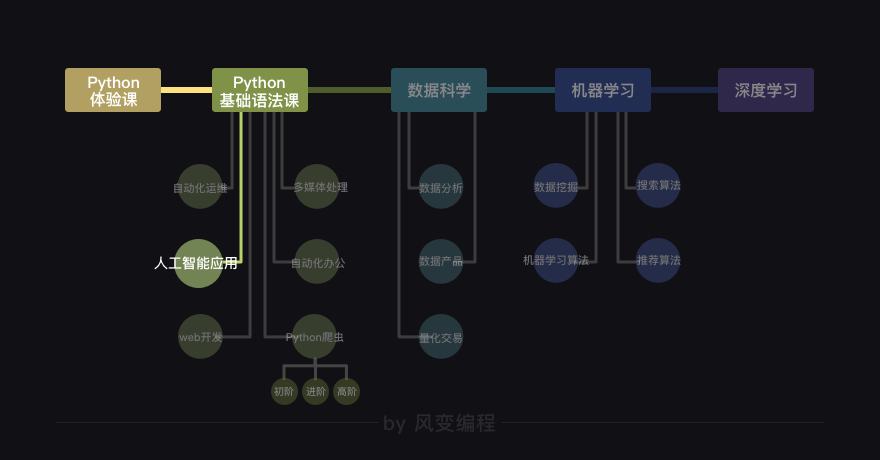 Python
体验课
Python
基础语法课
数据科学
机器学习
深度学习
自动化运维
多媒体处理
数据分析
数据挖掘
搜索算法
人工智能应用
自动化办公
数据产品
机器学习算法
推荐算法
web开发
Python爬虫
量化交易
初阶
进阶
高阶
by 风变编程